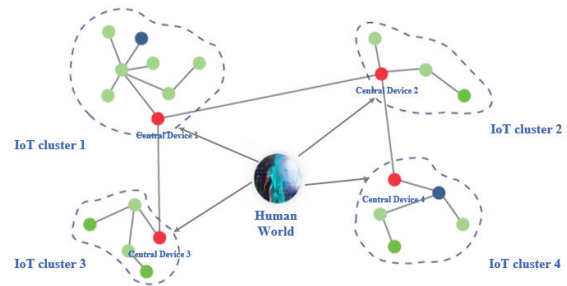 Central Device 2
Central Device 1
IoT cluster 1
IoT cluster 2
Central Device 4
Human
World
Central Device 3
IoT cluster 3
IoT cluster 4